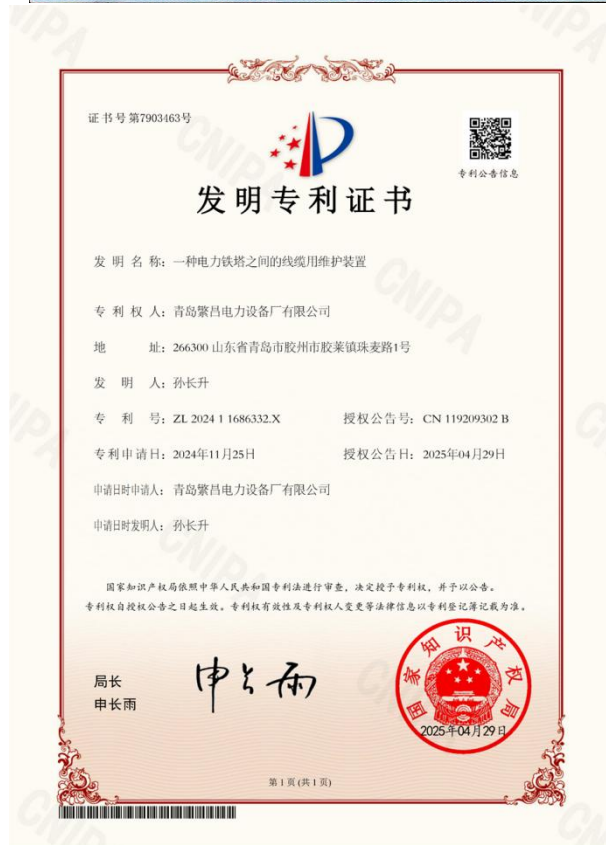 证书号第7903463号
专利公告信息
发明专利证书
发明名称：一种电力铁塔之间的线缆用维护装置
专利权人：青岛繁昌电力设备厂有限公司
地址：266300 山东省青岛市胶州市胶莱镇珠麦路1号
发明人：孙长升
专利号：ZL 2024 1 1686332.X 授权公告号：CN 119209302 B
专利申请日：2024年11月25日 授权公告日：2025年04月29日
申请日时申请人：青岛繁昌电力设备厂有限公司
申请日时发明人：孙长升
国家知识产权局依照中华人民共和国专利法进行审查，决定授予专利权，并予以公告。
专利权自授权公告之日起生效。专利权有效性及专利权人变更等法律信息以专利登记簿记载为准。
局长
申长雨
申长雨
国家知识产权局
2025年04月29日
第1页(共1页)
CNIPA
CNIPA
CNIPA
CNIPA
CNIPA